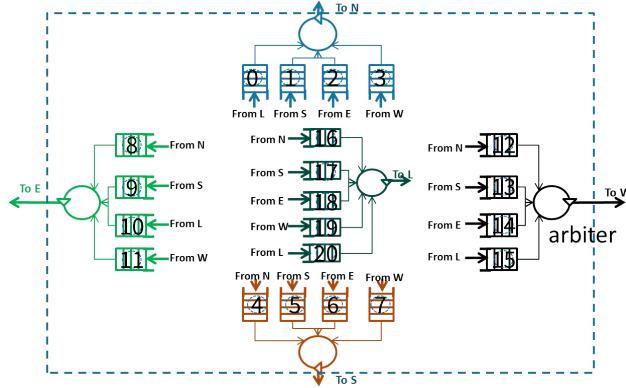 To N
0 1 2 3
From L From S From E From W
From N 8
From S 9
From L 10
From W 11
To E
From N 16
From S 17
From E 18
From W 19
From L 20
To L
From N 12
From S 13
From E 14
From L 15
To W
arbiter
From N From S From E From W
4 5 6 7
To S